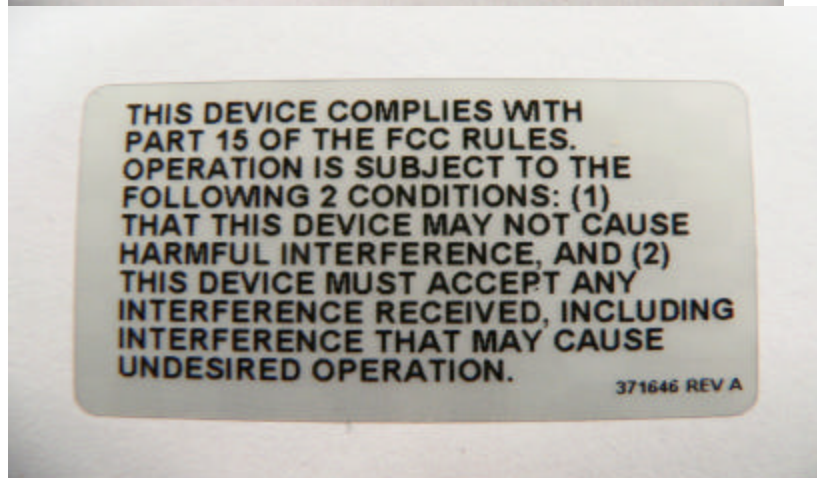 THIS DEVICE COMPLIES WITH
PART 15 OF THE FCC RULES.
OPERATION IS SUBJECT TO THE
FOLLOWING 2 CONDITIONS: (1)
THAT THIS DEVICE MAY NOT CAUSE
HARMFUL INTERFERENCE, AND (2)
THIS DEVICE MUST ACCEPT ANY
INTERFERENCE RECEIVED, INCLUDING
INTERFERENCE THAT MAY CAUSE
UNDESIRED OPERATION.
371646 REV A